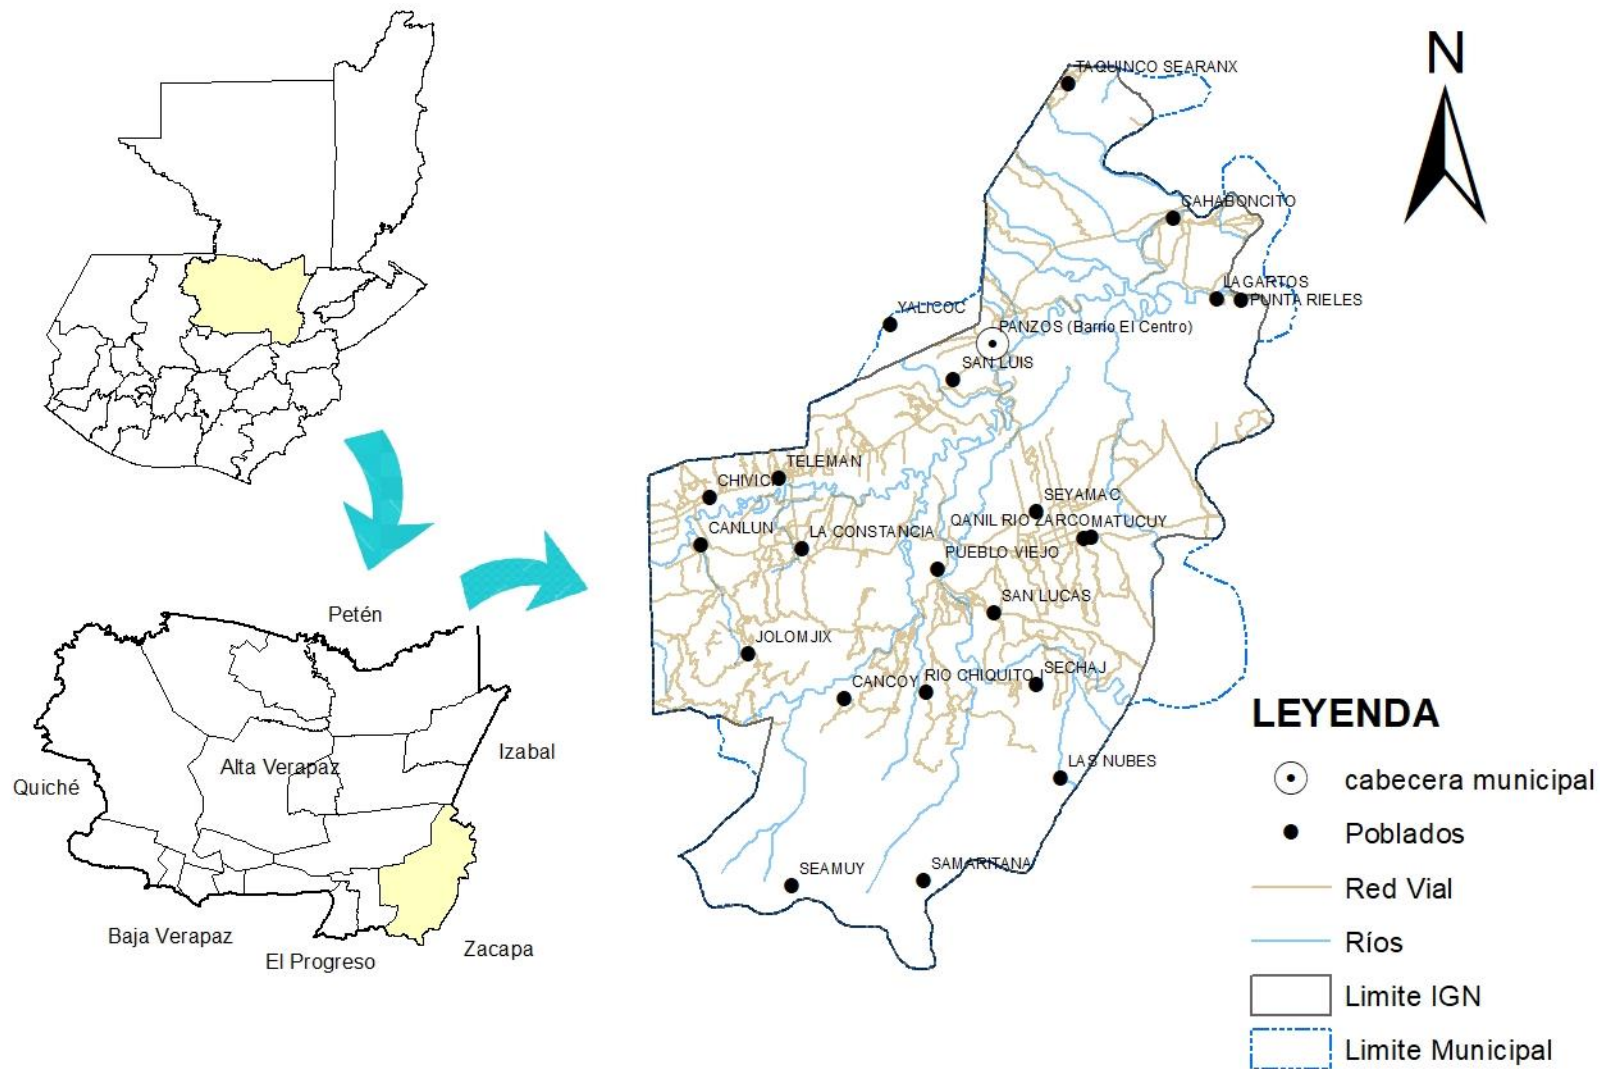 N
TAQUINCO SEARANX
CAHABONCITO
LAGARTOS
PUNTA RIELES
YALICOC
PANZOS (Barrio El Centro)
SAN LUIS
TELEMAN
CHIVIC
SEYAMAC
QANIL RIO ZARCO
MATUCUY
CANLUN
LA CONSTANCIA
PUEBLO VIEJO
SAN LUCAS
JOLOMJIX
CANCOY
RIO CHIQUITO I
SECHAJ
LAS NUBES
SEAMUY
SAMARITANA
Petén
Izabal
Alta Verapaz
Quiché
Baja Verapaz
El Progreso
Zacapa
LEYENDA
cabecera municipal
Poblados
Red Vial
Ríos
Limite IGN
Limite Municipal